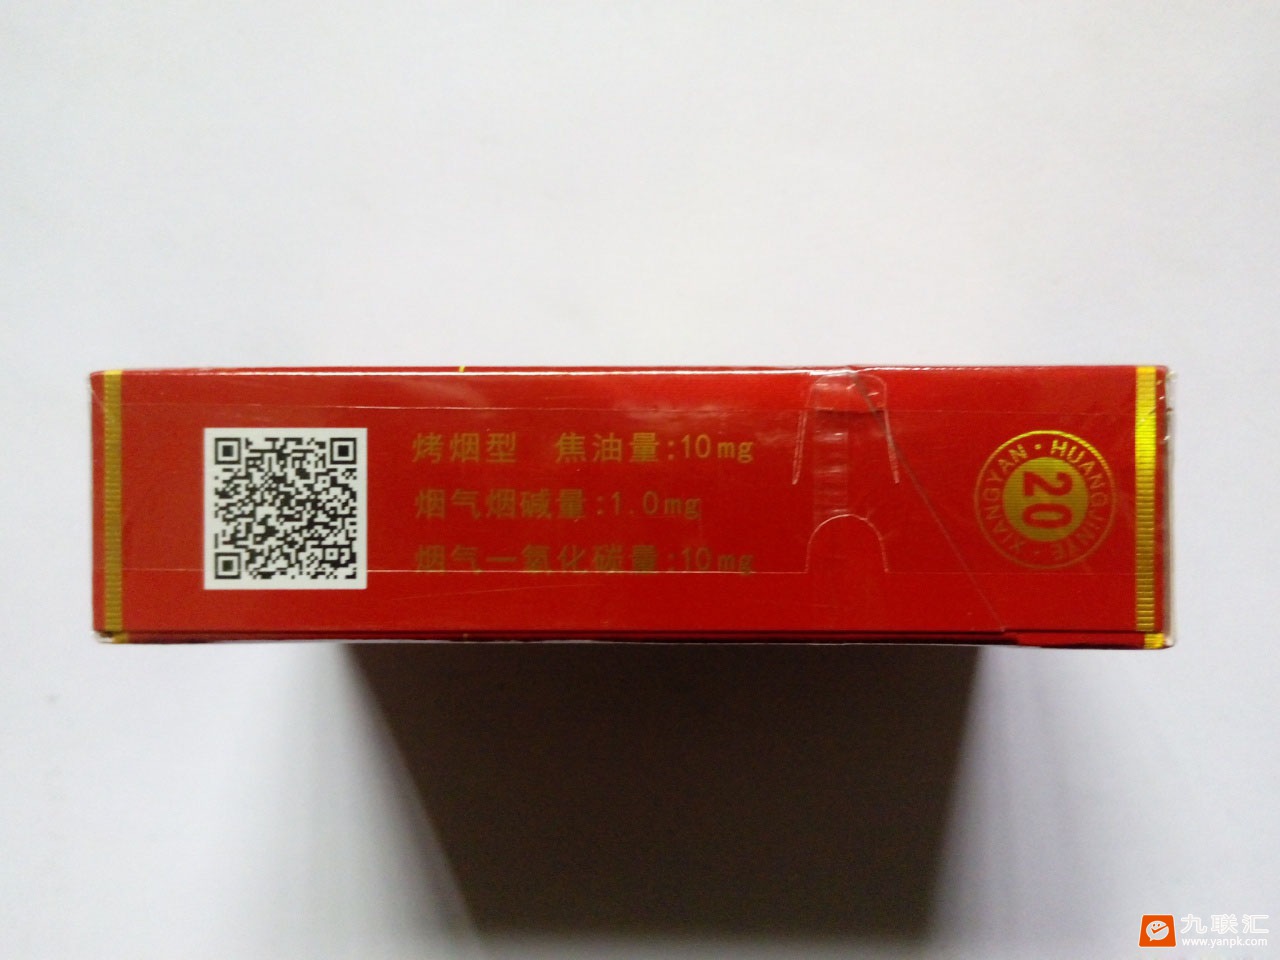 烤烟型 焦油量:10mg
烟气烟碱量:1.0mg
烟气一氧化碳量:10mg
XIANGYAN·HUANGJINYE·
20
九联汇
www.yanpk.com